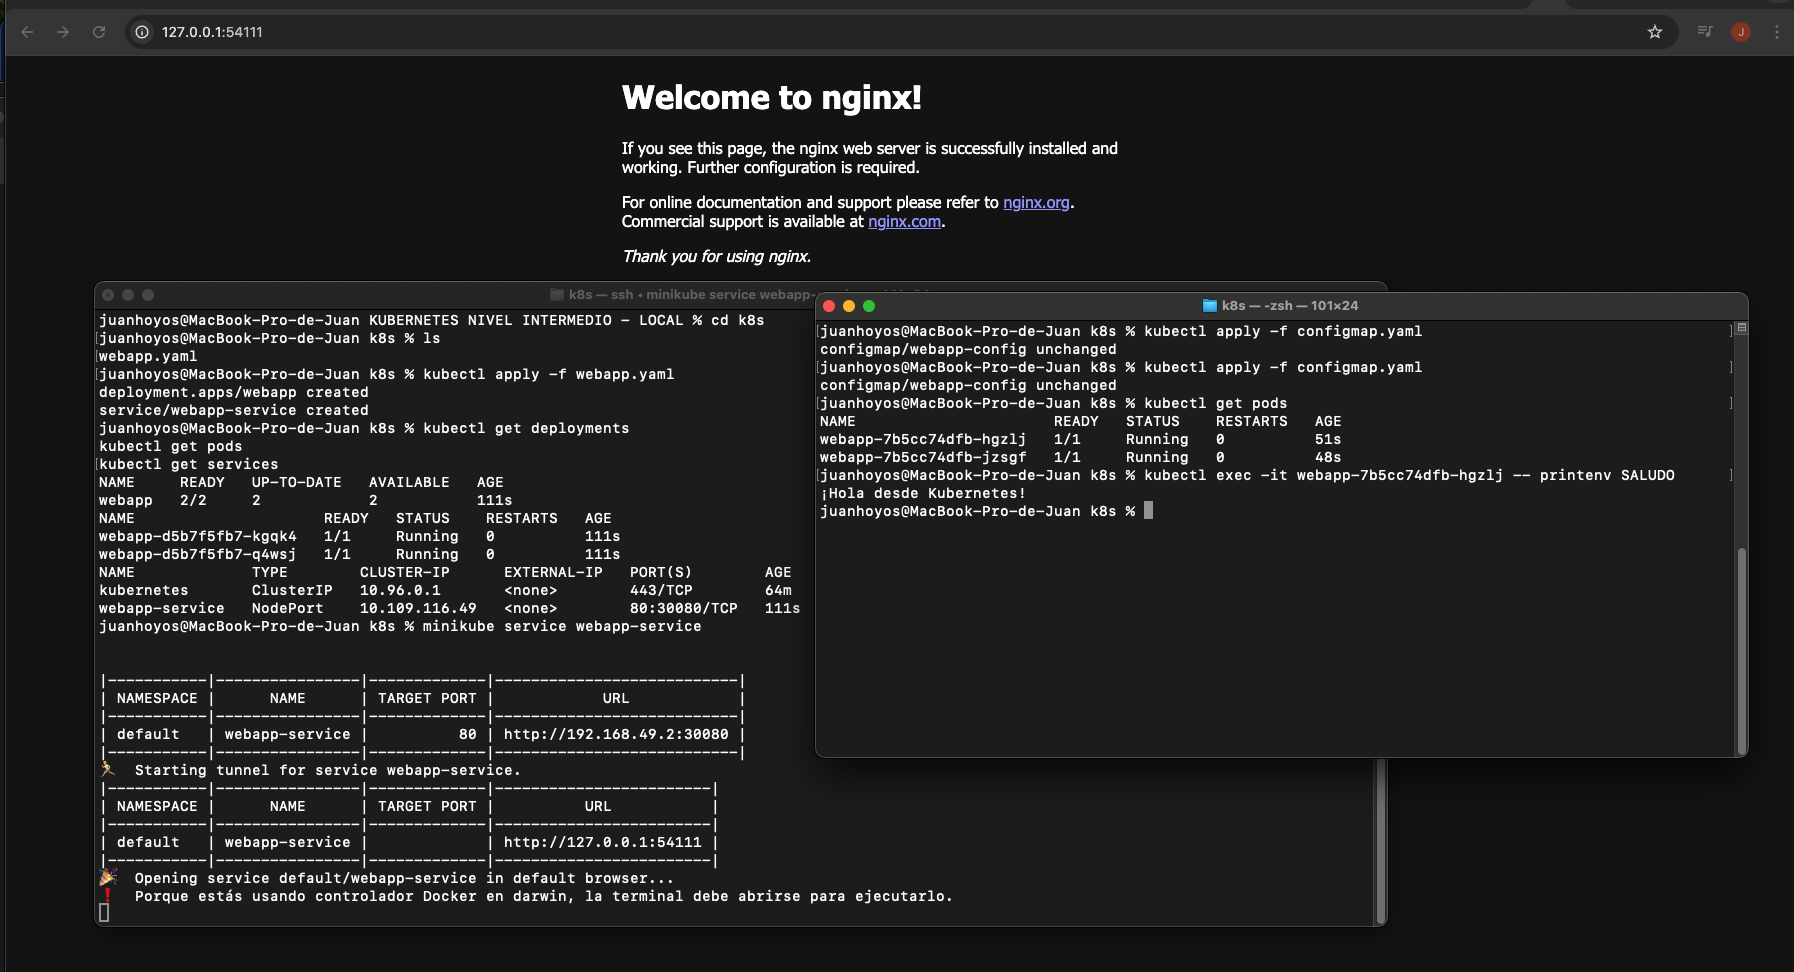 127.0.0.1:54111
J
Welcome to nginx!
If you see this page, the nginx web server is successfully installed and
working. Further configuration is required.
For online documentation and support please refer to nginx.org.
Commercial support is available at nginx.com.
Thank you for using nginx.
k8s — ssh ◂ minikube service webapp-
juanhoyos@MacBook-Pro-de-Juan KUBERNETES NIVEL INTERMEDIO - LOCAL % cd k8s
[juanhoyos@MacBook-Pro-de-Juan k8s % ls
webapp.yaml
[juanhoyos@MacBook-Pro-de-Juan k8s % kubectl apply -f webapp.yaml
deployment.apps/webapp created
service/webapp-service created
juanhoyos@MacBook-Pro-de-Juan k8s % kubectl get deployments
kubectl get pods
[kubectl get services
NAME     READY   UP-TO-DATE   AVAILABLE   AGE
webapp   2/2     2            2           111s
NAME                     READY   STATUS    RESTARTS   AGE
webapp-d5b7f5fb7-kgqk4   1/1     Running   0          111s
webapp-d5b7f5fb7-q4wsj   1/1     Running   0          111s
NAME             TYPE        CLUSTER-IP      EXTERNAL-IP   PORT(S)        AGE
kubernetes       ClusterIP   10.96.0.1       <none>        443/TCP        64m
webapp-service   NodePort    10.109.116.49   <none>        80:30080/TCP   111s
juanhoyos@MacBook-Pro-de-Juan k8s % minikube service webapp-service
|-----------|----------------|-------------|---------------------------|
| NAMESPACE |      NAME      | TARGET PORT |            URL            |
|-----------|----------------|-------------|---------------------------|
| default   | webapp-service |          80 | http://192.168.49.2:30080 |
|-----------|----------------|-------------|---------------------------|
🏃  Starting tunnel for service webapp-service.
|-----------|----------------|-------------|------------------------|
| NAMESPACE |      NAME      | TARGET PORT |          URL           |
|-----------|----------------|-------------|------------------------|
| default   | webapp-service |             | http://127.0.0.1:54111 |
|-----------|----------------|-------------|------------------------|
🎉  Opening service default/webapp-service in default browser...
❗  Porque estás usando controlador Docker en darwin, la terminal debe abrirse para ejecutarlo.
k8s — -zsh — 101×24
[juanhoyos@MacBook-Pro-de-Juan k8s % kubectl apply -f configmap.yaml ]
configmap/webapp-config unchanged
[juanhoyos@MacBook-Pro-de-Juan k8s % kubectl apply -f configmap.yaml ]
configmap/webapp-config unchanged
[juanhoyos@MacBook-Pro-de-Juan k8s % kubectl get pods ]
NAME                      READY   STATUS    RESTARTS   AGE
webapp-7b5cc74dfb-hgzlj   1/1     Running   0          51s
webapp-7b5cc74dfb-jzsgf   1/1     Running   0          48s
[juanhoyos@MacBook-Pro-de-Juan k8s % kubectl exec -it webapp-7b5cc74dfb-hgzlj -- printenv SALUDO ]
¡Hola desde Kubernetes!
juanhoyos@MacBook-Pro-de-Juan k8s %